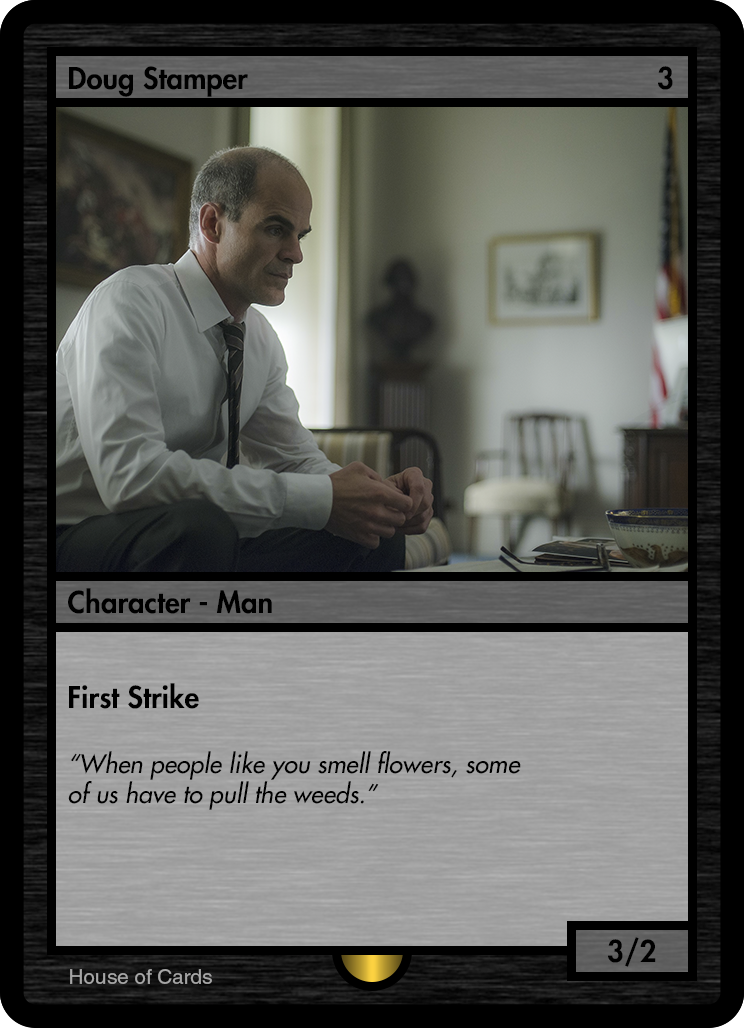 Doug Stamper 3
Character - Man
First Strike
“When people like you smell flowers, some
of us have to pull the weeds.”
3/2
House of Cards